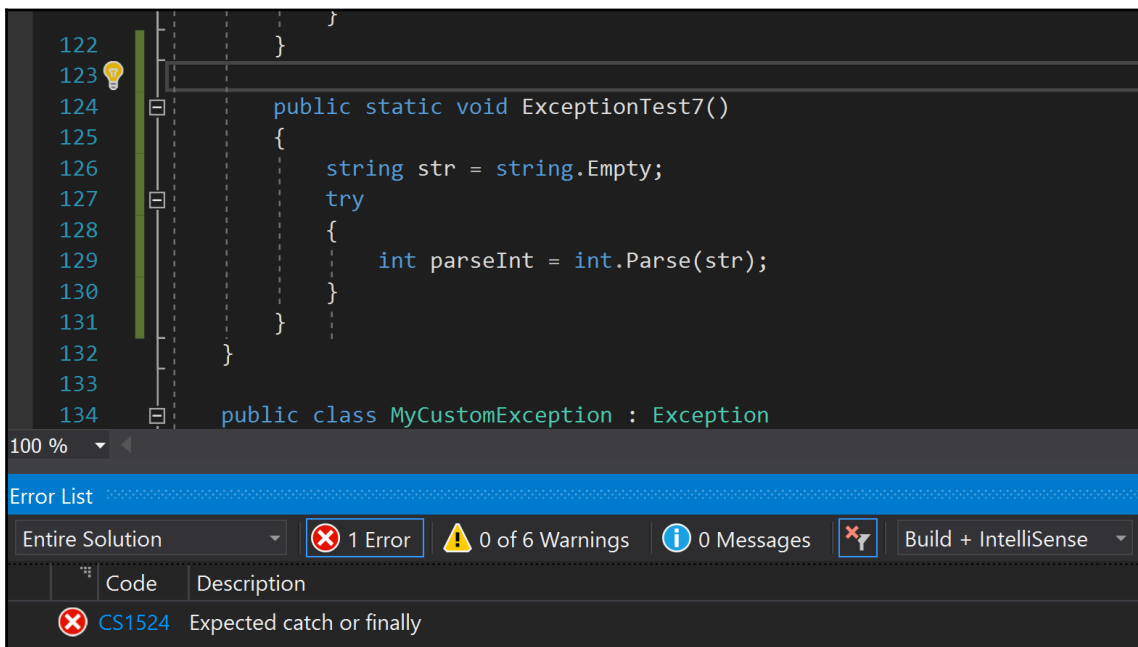 }
122 }
123
124 public static void ExceptionTest7()
125 {
126 string str = string.Empty;
127 try
128 {
129 int parseInt = int.Parse(str);
130 }
131 }
132 }
133
134 public class MyCustomException : Exception
100 %
Error List
Entire Solution 1 Error 0 of 6 Warnings 0 Messages Build + IntelliSense
Code Description
CS1524 Expected catch or finally